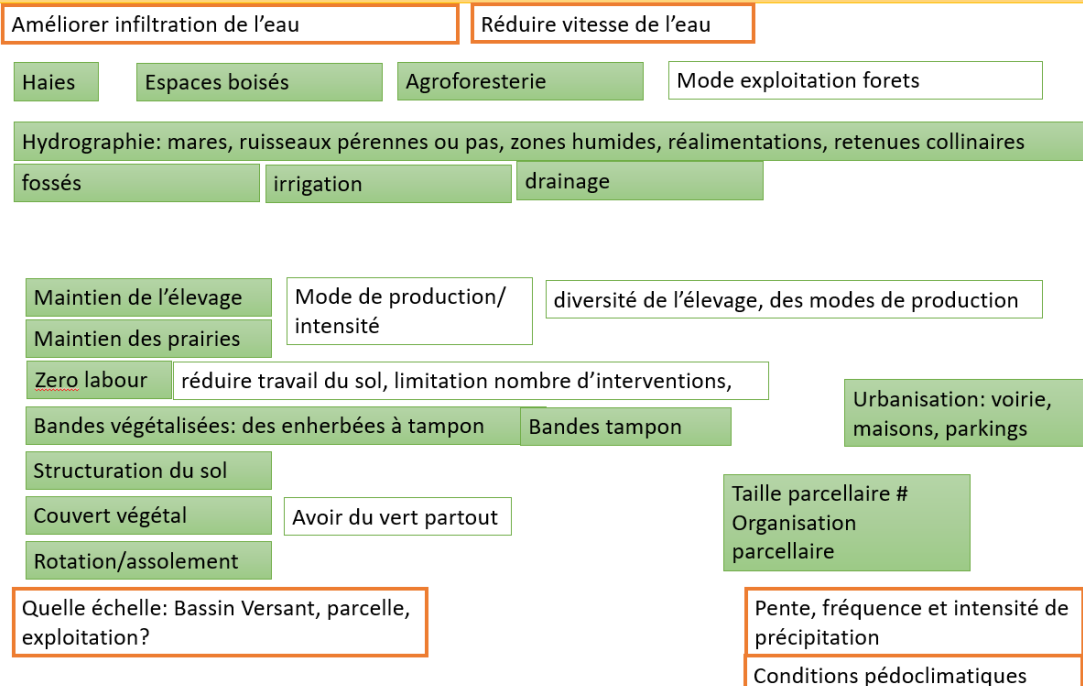 Améliorer infiltration de l’eau
Réduire vitesse de l’eau
Haies
Espaces boisés
Agroforesterie
Mode exploitation forets
Hydrographie: mares, ruisseaux pérennes ou pas, zones humides, réalimentations, retenues collinaires
fossés
irrigation
drainage
Maintien de l’élevage
Mode de production/
intensité
diversité de l’élevage, des modes de production
Maintien des prairies
Zero labour
réduire travail du sol, limitation nombre d’interventions,
Urbanisation: voirie,
maisons, parkings
Bandes végétalisées: des enherbées à tampon
Bandes tampon
Structuration du sol
Taille parcellaire #
Organisation
parcellaire
Couvert végétal
Avoir du vert partout
Rotation/assolement
Quelle échelle: Bassin Versant, parcelle,
exploitation?
Pente, fréquence et intensité de
précipitation
Conditions pédoclimatiques